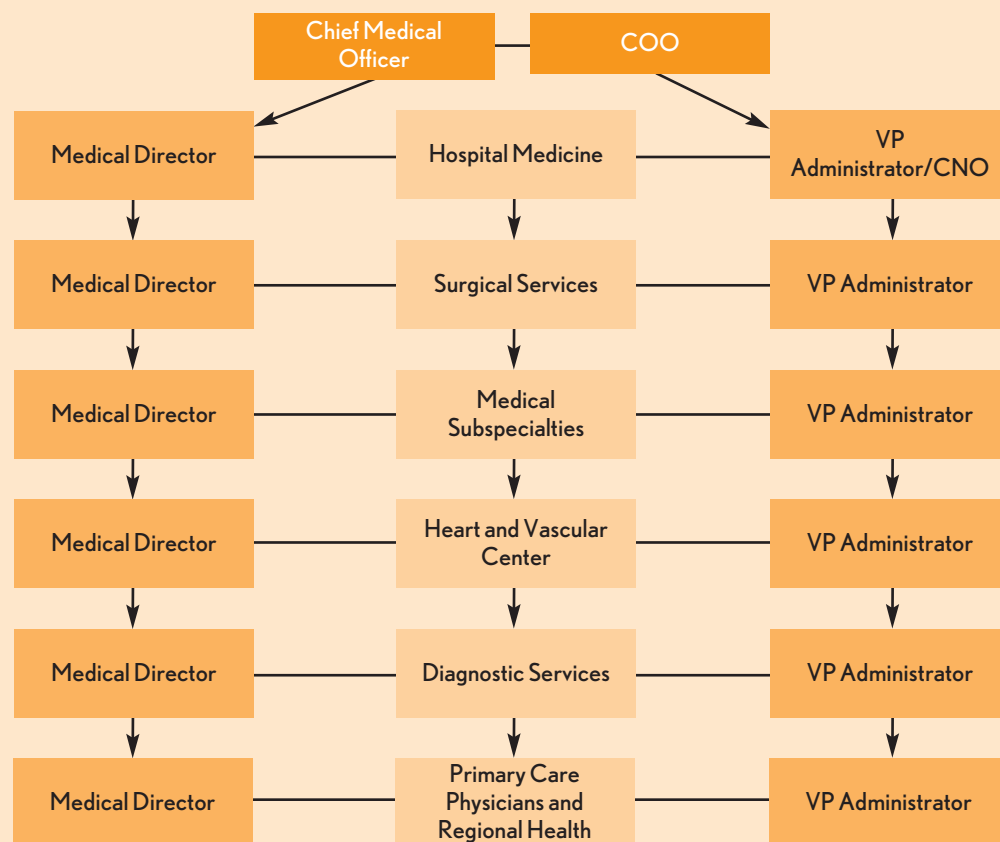 Chief Medical
Officer
COO
Medical Director
Hospital Medicine
VP
Administrator/CNO
Medical Director
Surgical Services
VP Administrator
Medical Director
Medical
Subspecialties
VP Administrator
Medical Director
Heart and Vascular
Center
VP Administrator
Medical Director
Diagnostic Services
VP Administrator
Medical Director
Primary Care
Physicians and
Regional Health
VP Administrator